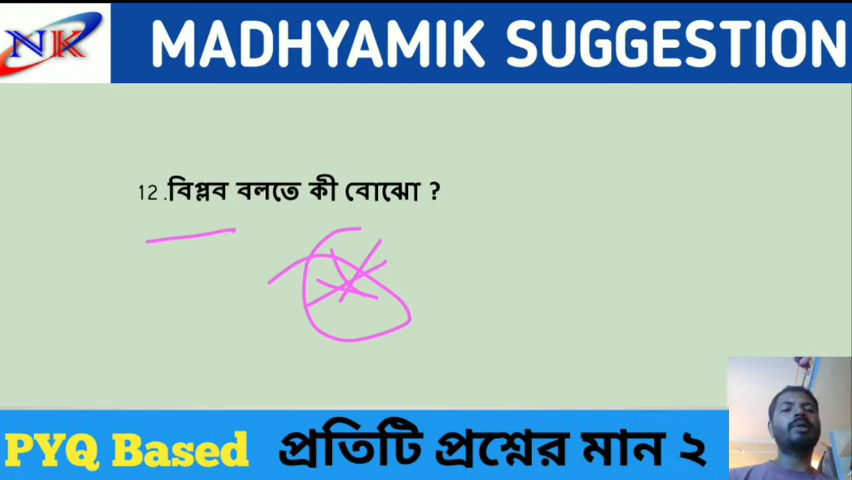 NK
MADHYAMIK SUGGESTION
12 .বিপ্লব বলতে কী বোঝো ?
PYQ Based প্রতিটি প্রশ্নের মান ২